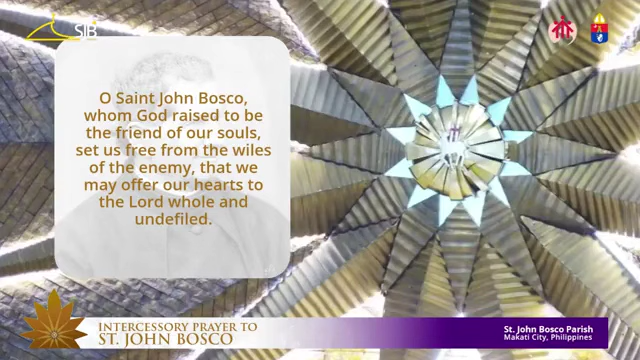 SJB
O Saint John Bosco,
whom God raised to be
the friend of our souls,
set us free from the wiles
of the enemy, that we
may offer our hearts to
the Lord whole and
undefiled.
INTERCESSORY PRAYER TO
ST. JOHN BOSCO
St. John Bosco Parish
Makati City, Philippines